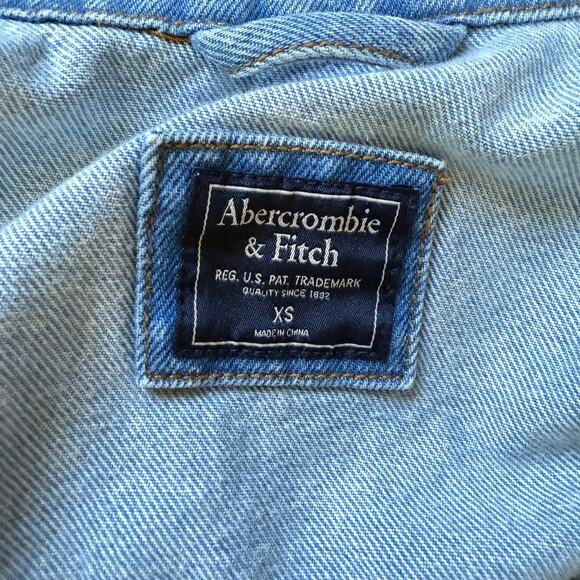 Abercrombie
& Fitch
REG. U.S. PAT. TRADEMARK
QUALITY SINCE 1892
XS
MADE IN CHINA